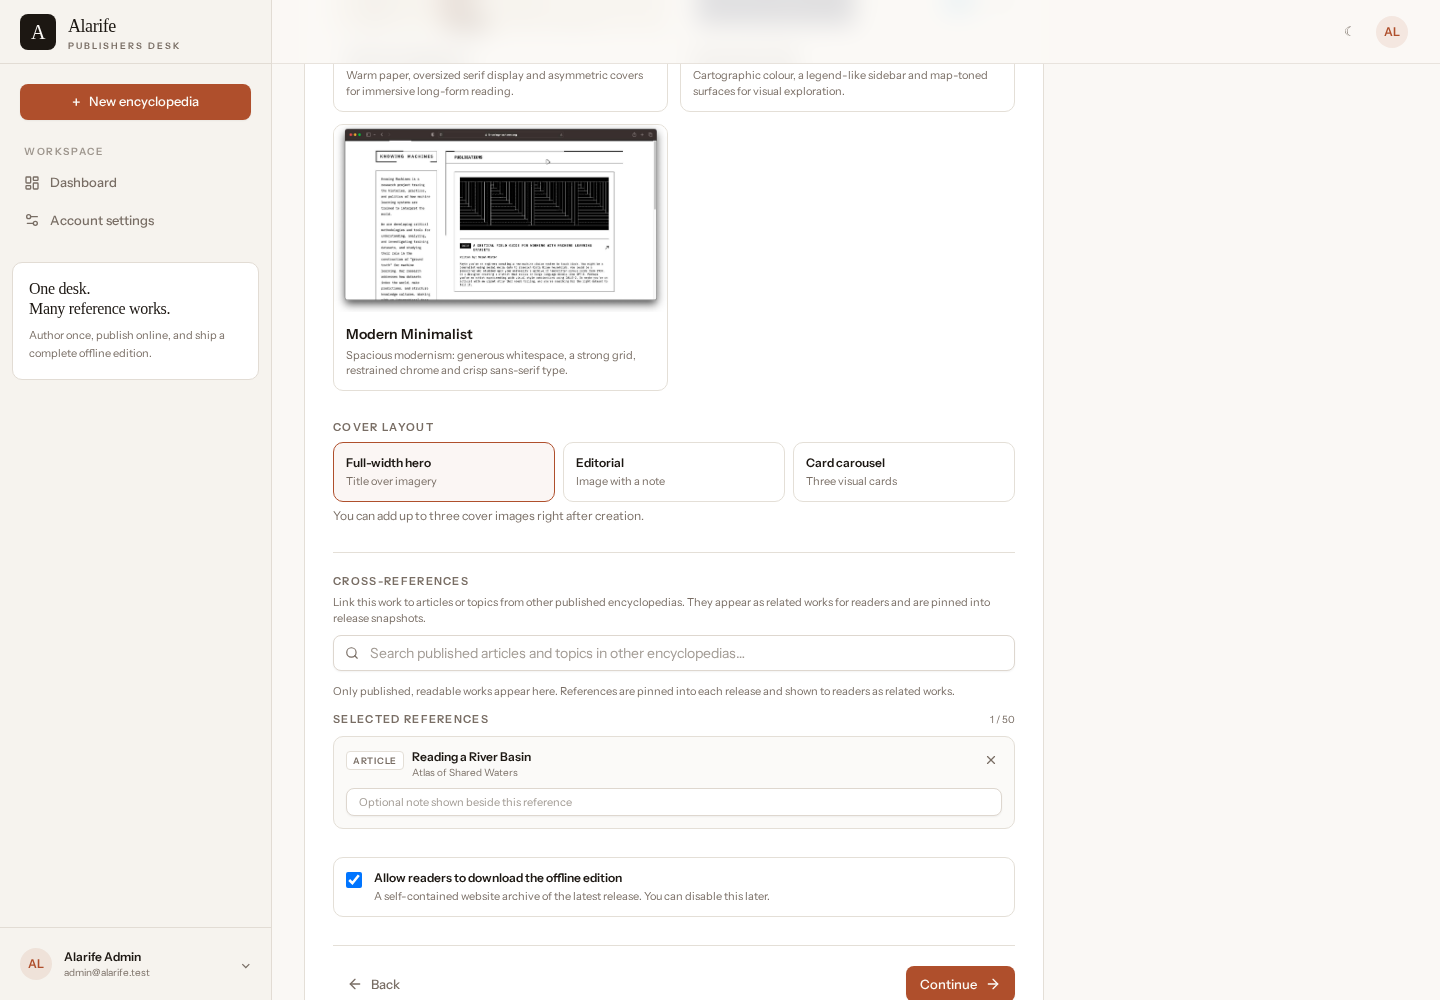 A
Alarife
PUBLISHERS DESK
AL
+ New encyclopedia
WORKSPACE
Dashboard
Account settings
One desk.
Many reference works.
Author once, publish online, and ship a
complete offline edition.
AL
Alarife Admin
admin@alarife.test
Warm paper, oversized serif display and asymmetric covers
for immersive long-form reading.
Cartographic colour, a legend-like sidebar and map-toned
surfaces for visual exploration.
KNOWING MACHINES
PUBLICATIONS
Modern Minimalist
Spacious modernism: generous whitespace, a strong grid,
restrained chrome and crisp sans-serif type.
COVER LAYOUT
Full-width hero
Title over imagery
Editorial
Image with a note
Card carousel
Three visual cards
You can add up to three cover images right after creation.
CROSS-REFERENCES
Link this work to articles or topics from other published encyclopedias. They appear as related works for readers and are pinned into
release snapshots.
Search published articles and topics in other encyclopedias...
Only published, readable works appear here. References are pinned into each release and shown to readers as related works.
SELECTED REFERENCES
1 / 50
ARTICLE
Reading a River Basin
Atlas of Shared Waters
Optional note shown beside this reference
Allow readers to download the offline edition
A self-contained website archive of the latest release. You can disable this later.
Back
Continue